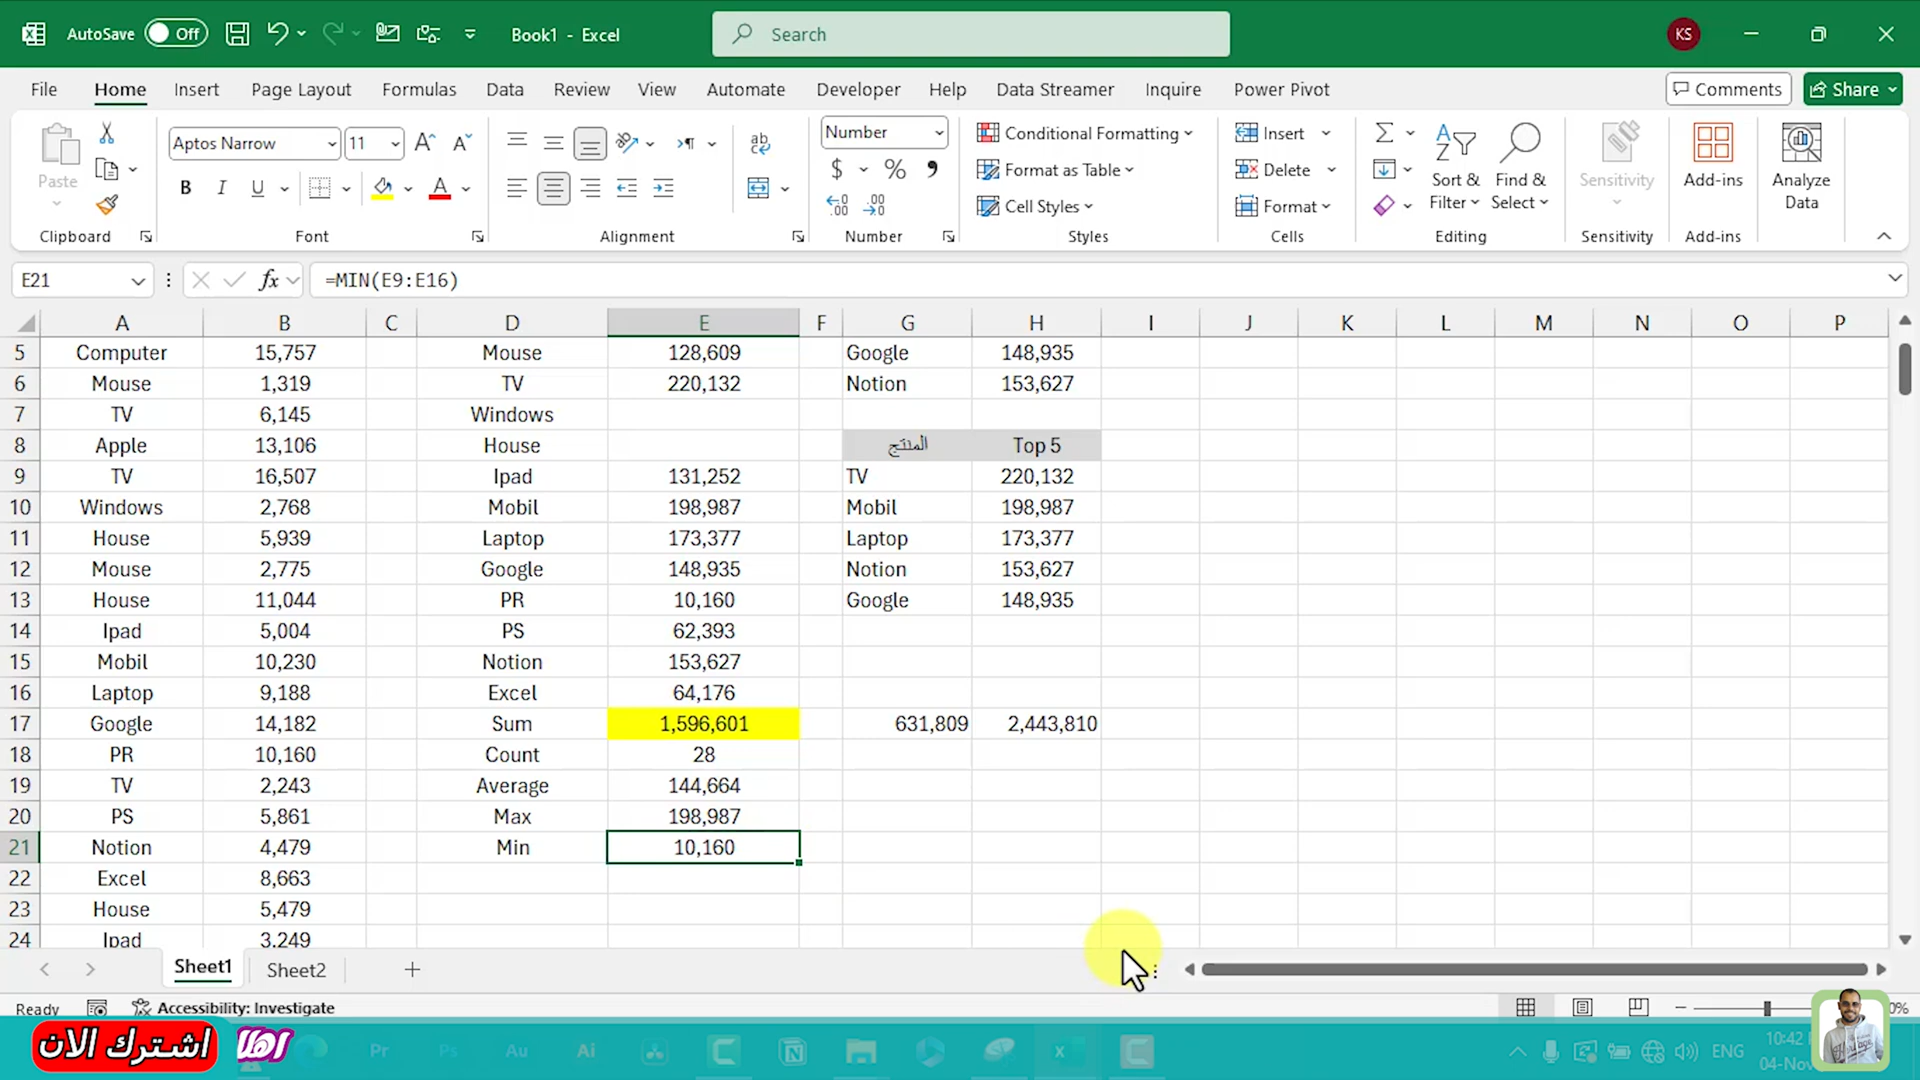 AutoSave Off Book1 - Excel Search KS
File Home Insert Page Layout Formulas Data Review View Automate Developer Help Data Streamer Inquire Power Pivot Comments Share
Paste Aptos Narrow 11 ab Number Conditional Formatting Insert Sort & Filter Find & Select Sensitivity Add-ins Analyze Data
B I U A $ % Format as Table Delete
Cell Styles Format
Clipboard Font Alignment Number Styles Cells Editing Sensitivity Add-ins
E21 fx =MIN(E9:E16)
A B C D E F G H I J K L M N O P
5 Computer 15,757 Mouse 128,609 Google 148,935
6 Mouse 1,319 TV 220,132 Notion 153,627
7 TV 6,145 Windows
8 Apple 13,106 House المنتج Top 5
9 TV 16,507 Ipad 131,252 TV 220,132
10 Windows 2,768 Mobil 198,987 Mobil 198,987
11 House 5,939 Laptop 173,377 Laptop 173,377
12 Mouse 2,775 Google 148,935 Notion 153,627
13 House 11,044 PR 10,160 Google 148,935
14 Ipad 5,004 PS 62,393
15 Mobil 10,230 Notion 153,627
16 Laptop 9,188 Excel 64,176
17 Google 14,182 Sum 1,596,601 631,809 2,443,810
18 PR 10,160 Count 28
19 TV 2,243 Average 144,664
20 PS 5,861 Max 198,987
21 Notion 4,479 Min 10,160
22 Excel 8,663
23 House 5,479
24 Ipad 3,249
Sheet1 Sheet2
Ready Accessibility: Investigate
اشترك الان Pr Ps Au Ai ENG 10:42
04-Nov